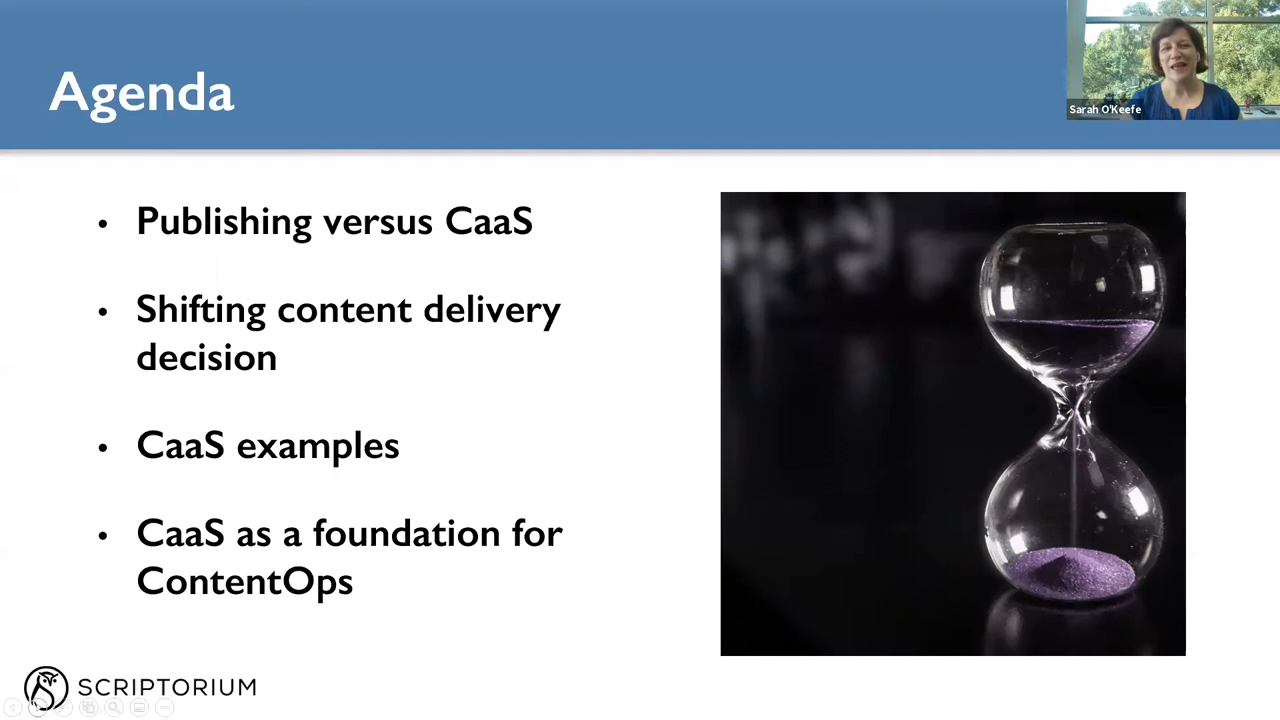 Agenda
Sarah O'Keefe
• Publishing versus CaaS
• Shifting content delivery
decision
• CaaS examples
• CaaS as a foundation for
ContentOps
SCRIPTORIUM